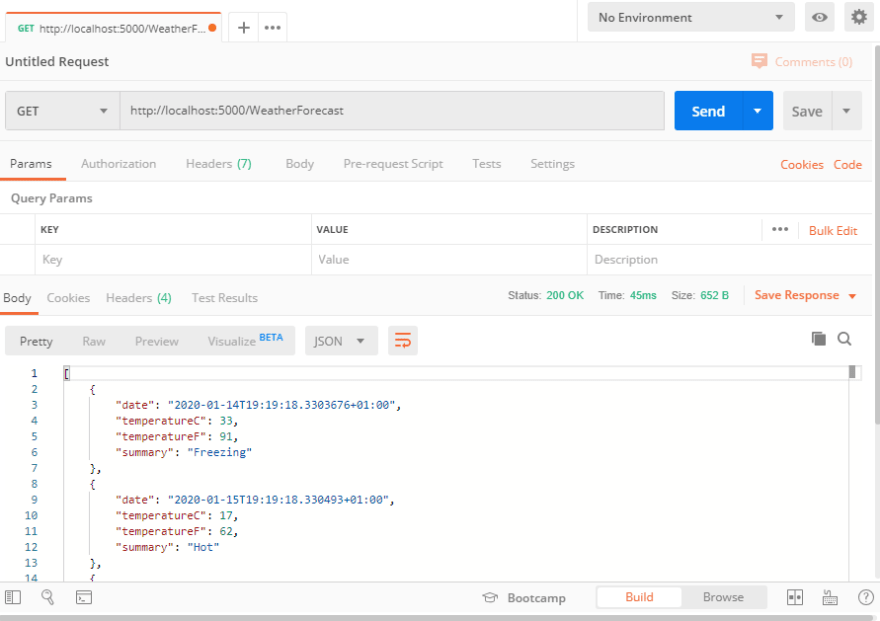 GET http://localhost:5000/WeatherF...
No Environment
Untitled Request
Comments (0)
GET http://localhost:5000/WeatherForecast Send Save
Params Authorization Headers (7) Body Pre-request Script Tests Settings Cookies Code
Query Params
KEY VALUE DESCRIPTION ••• Bulk Edit
Key Value Description
Body Cookies Headers (4) Test Results Status: 200 OK Time: 45ms Size: 652 B Save Response
Pretty Raw Preview Visualize BETA JSON
1 [
2 {
3 "date": "2020-01-14T19:19:18.3303676+01:00",
4 "temperatureC": 33,
5 "temperatureF": 91,
6 "summary": "Freezing"
7 },
8 {
9 "date": "2020-01-15T19:19:18.330493+01:00",
10 "temperatureC": 17,
11 "temperatureF": 62,
12 "summary": "Hot"
13 },
14 {
Bootcamp Build Browse